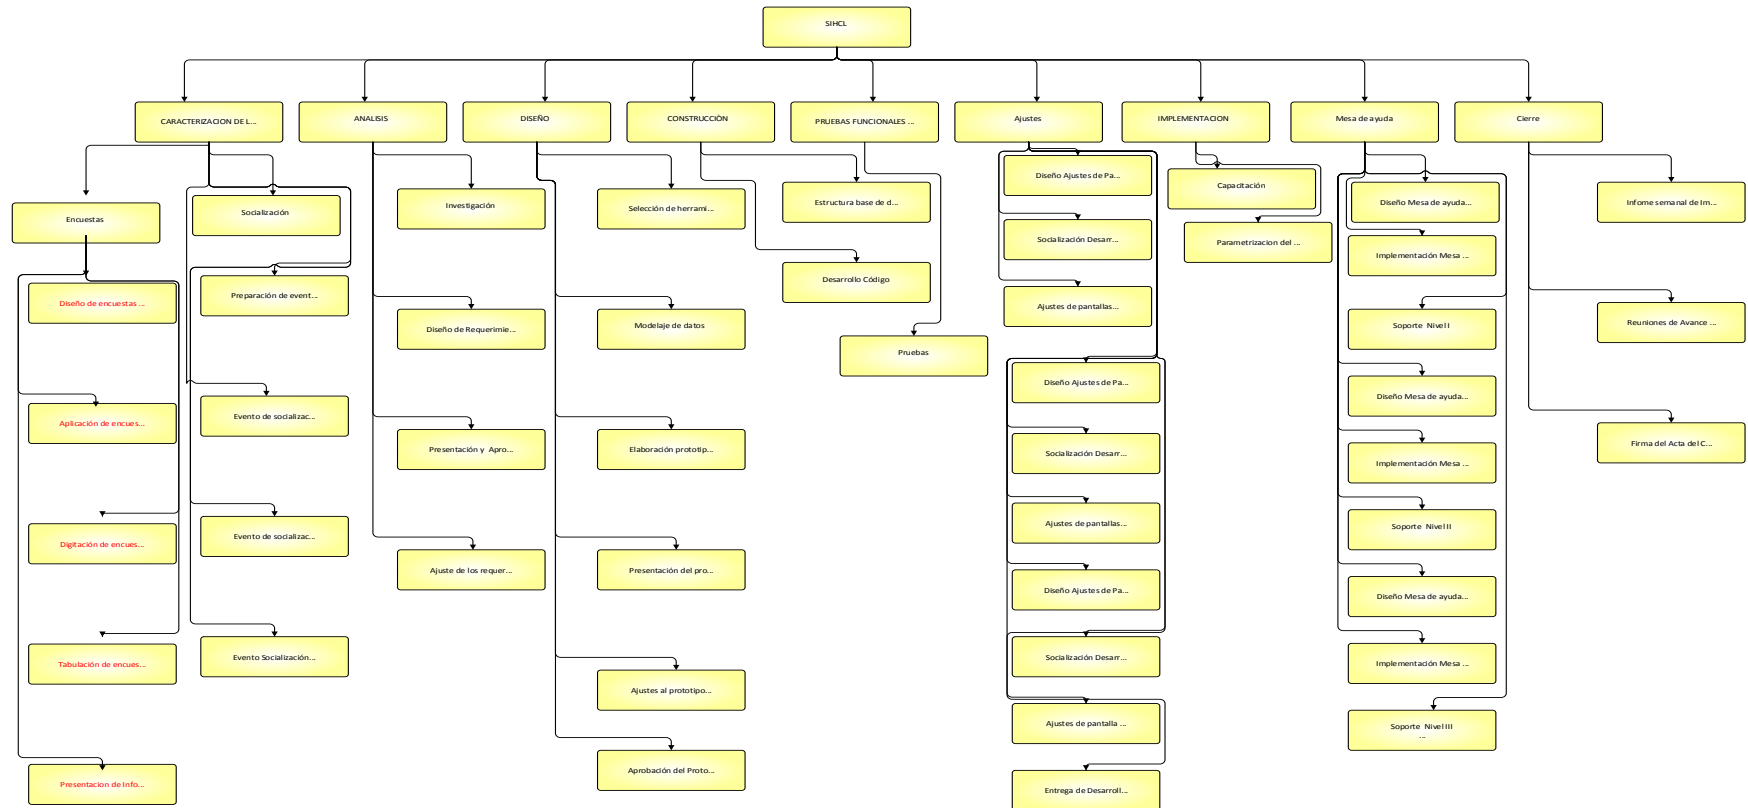 SIHCL
CARACTERIZACION DE L...
ANALISIS
DISEÑO
CONSTRUCCIÓN
PRUEBAS FUNCIONALES ...
Ajustes
IMPLEMENTACION
Mesa de ayuda
Cierre
Encuestas
Diseño de encuestas ...
Aplicación de encues...
Digitación de encues...
Tabulación de encues...
Presentacion de Info...
Socialización
Preparación de event...
Evento de socializac...
Evento de socializac...
Evento Socialización...
Investigación
Diseño de Requerimie...
Presentación y Apro...
Ajuste de los requer...
Selección de herrami...
Modelaje de datos
Elaboración prototip...
Presentación del pro...
Ajustes al prototipo...
Aprobación del Proto...
Estructura base de d...
Desarrollo Código
Pruebas
Diseño Ajustes de Pa...
Socialización Desarr...
Ajustes de pantallas...
Diseño Ajustes de Pa...
Socialización Desarr...
Ajustes de pantallas...
Diseño Ajustes de Pa...
Socialización Desarr...
Ajustes de pantalla ...
Entrega de Desarroll...
Capacitación
Parametrizacion del ...
Diseño Mesa de ayuda...
Implementación Mesa ...
Soporte Nivel I
Diseño Mesa de ayuda...
Implementación Mesa ...
Soporte Nivel II
Diseño Mesa de ayuda...
Implementación Mesa ...
Soporte Nivel III
...
Infome semanal de Im...
Reuniones de Avance ...
Firma del Acta del C...